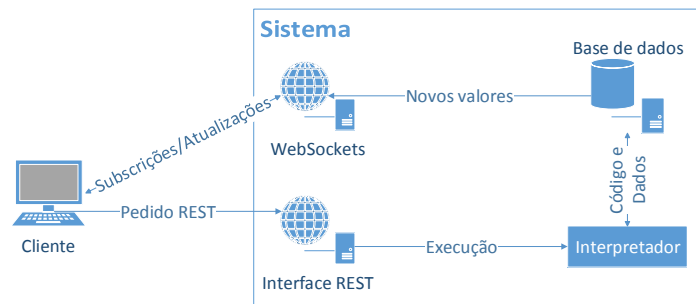 Sistema
Base de dados
Novos valores
Subscrições/Atualizações
WebSockets
Código e
Dados
Pedido REST
Cliente
Execução
Interpretador
Interface REST